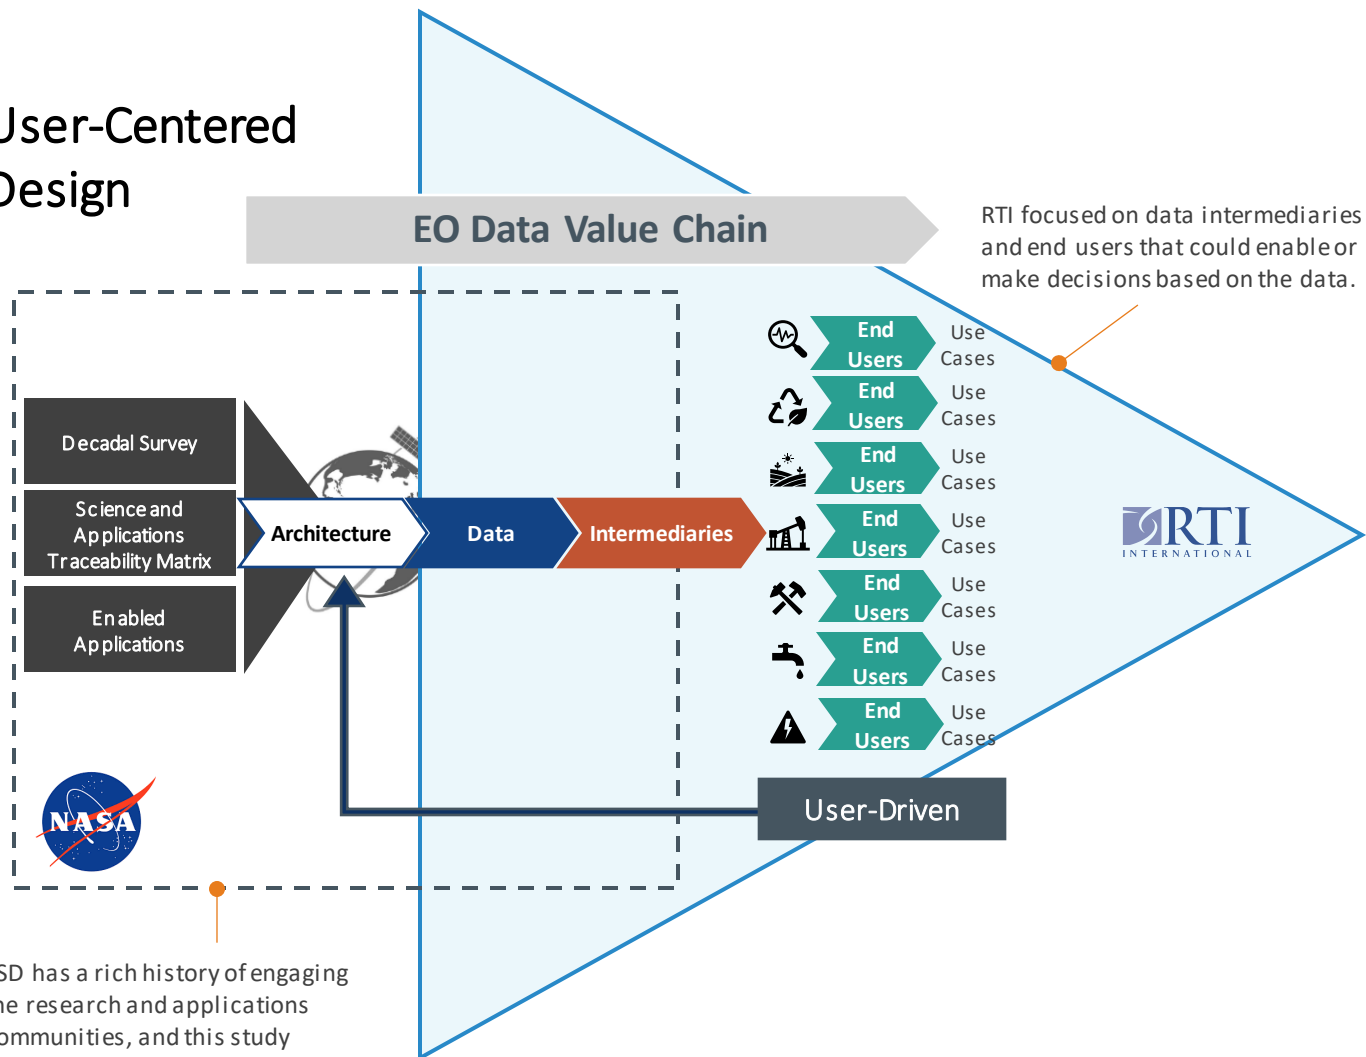 User-Centered
Design
EO Data Value Chain
RTI focused on data intermediaries
and end users that could enable or
make decisions based on the data.
Decadal Survey
Science and
Applications
Traceability Matrix
Enabled
Applications
Architecture
Data
Intermediaries
End
Users
Use
Cases
End
Users
Use
Cases
End
Users
Use
Cases
End
Users
Use
Cases
End
Users
Use
Cases
End
Users
Use
Cases
End
Users
Use
Cases
RTI
INTERNATIONAL
User-Driven
NASA
SD has a rich history of engaging
he research and applications
ommunities, and this study